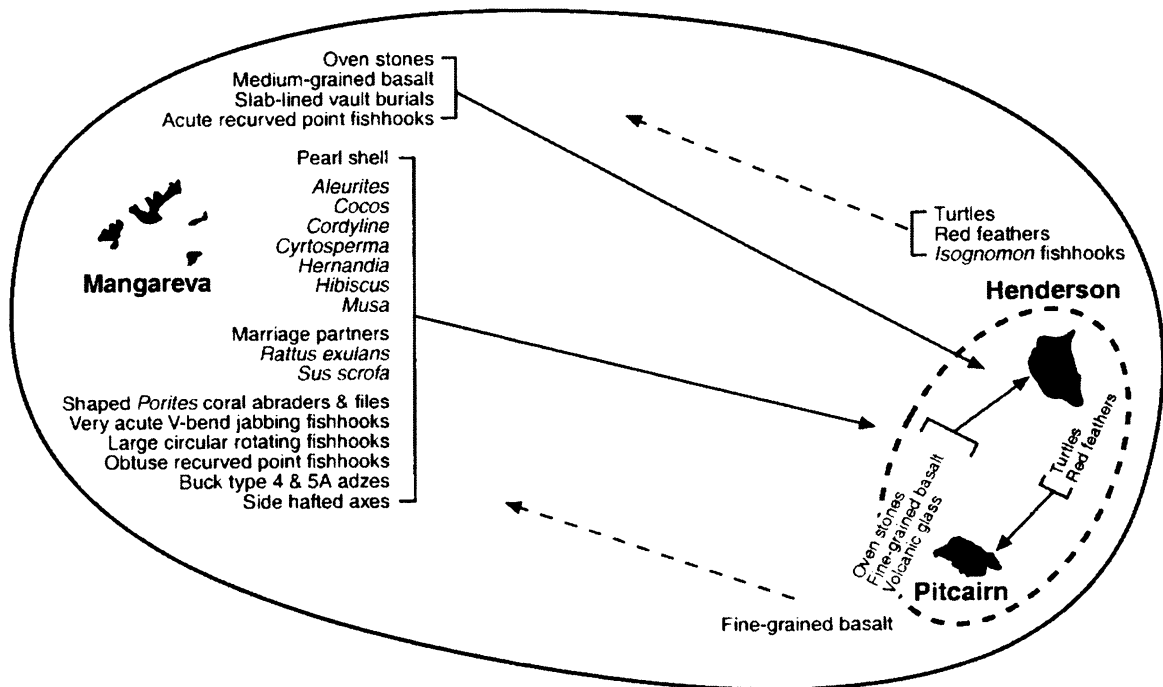 Oven stones
Medium-grained basalt
Slab-lined vault burials
Acute recurved point fishhooks
Pearl shell
Aleurites
Cocos
Cordyline
Cyrtosperma
Hernandia
Hibiscus
Musa
Marriage partners
Rattus exulans
Sus scrofa
Shaped Porites coral abraders & files
Very acute V-bend jabbing fishhooks
Large circular rotating fishhooks
Obtuse recurved point fishhooks
Buck type 4 & 5A adzes
Side hafted axes
Mangareva
Turtles
Red feathers
Isognomon fishhooks
Henderson
Turtles
Red feathers
Oven stones
Fine-grained basalt
Volcanic glass
Pitcairn
Fine-grained basalt